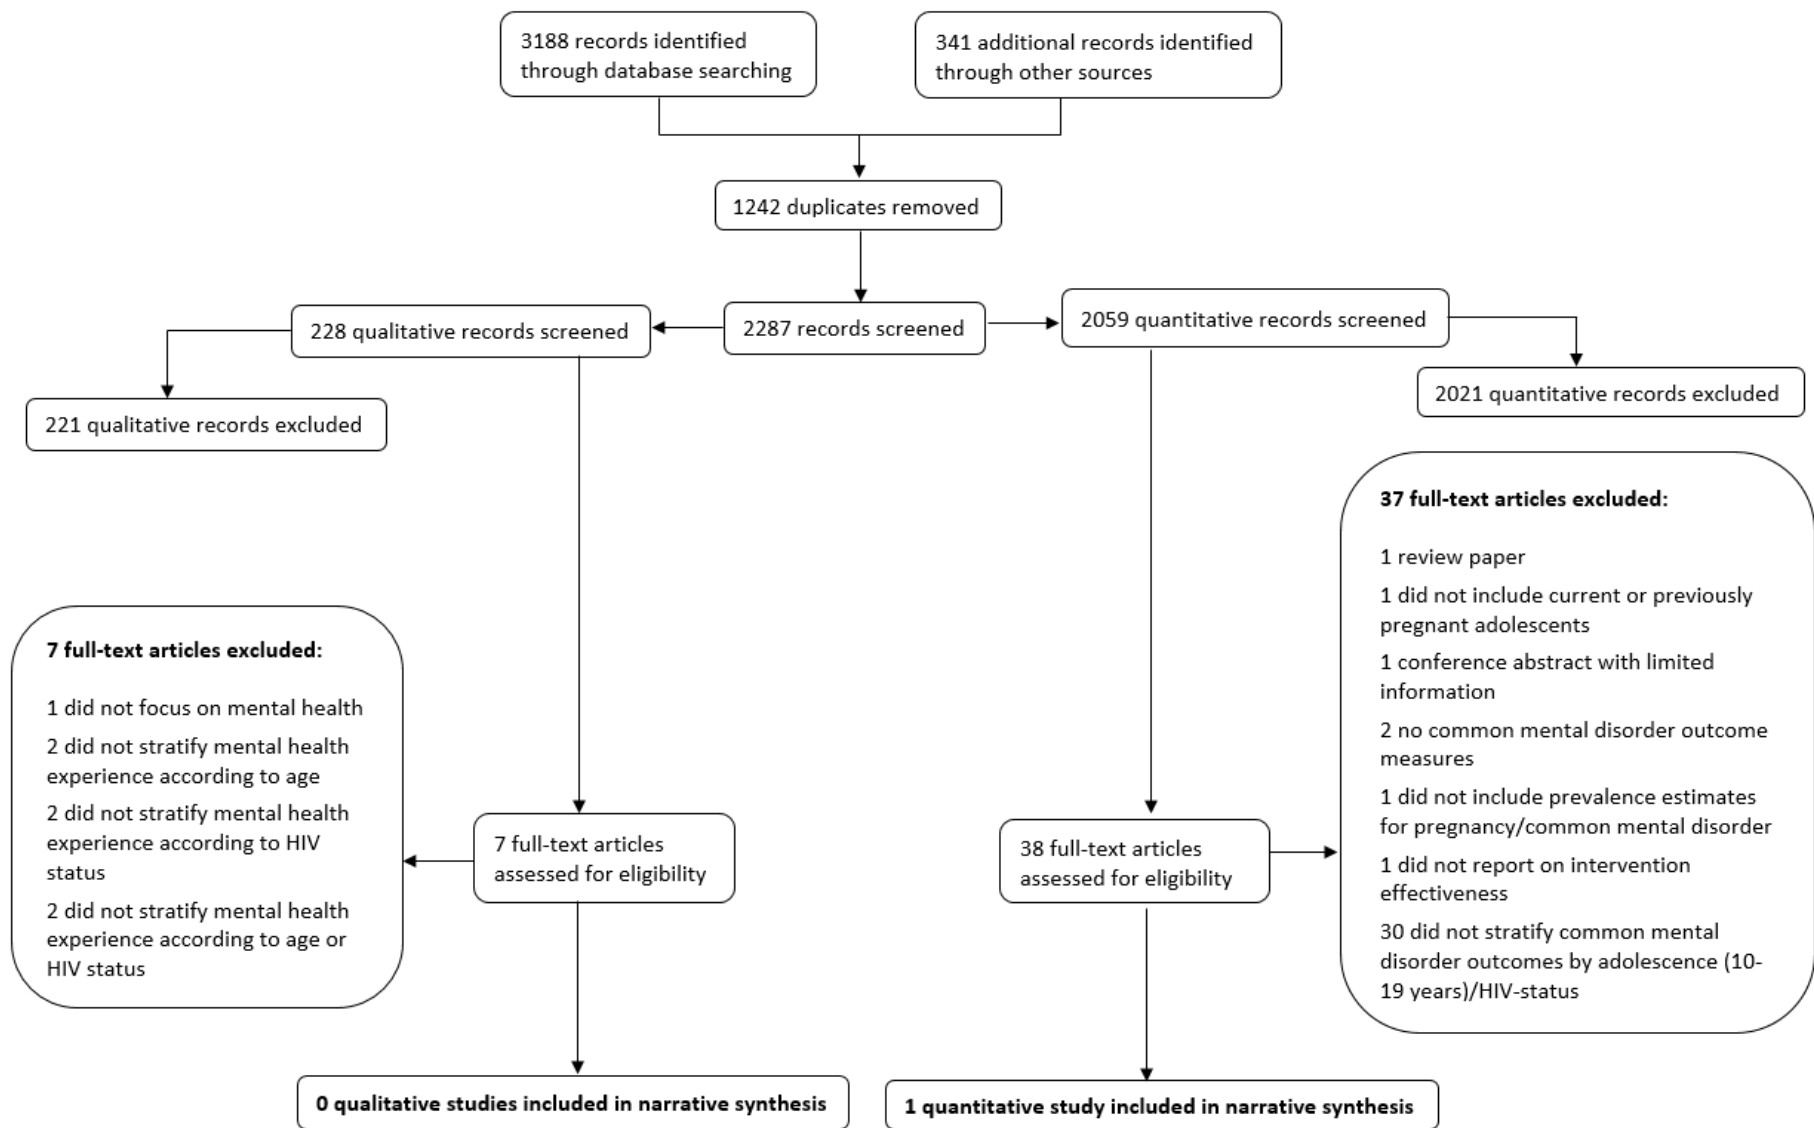 3188 records identified
through database searching
341 additional records identified
through other sources
1242 duplicates removed
228 qualitative records screened
2287 records screened
2059 quantitative records screened
221 qualitative records excluded
2021 quantitative records excluded
7 full-text articles excluded:
1 did not focus on mental health
2 did not stratify mental health
experience according to age
2 did not stratify mental health
experience according to HIV
status
2 did not stratify mental health
experience according to age or
HIV status
7 full-text articles
assessed for eligibility
38 full-text articles
assessed for eligibility
37 full-text articles excluded:
1 review paper
1 did not include current or previously
pregnant adolescents
1 conference abstract with limited
information
2 no common mental disorder outcome
measures
1 did not include prevalence estimates
for pregnancy/common mental disorder
1 did not report on intervention
effectiveness
30 did not stratify common mental
disorder outcomes by adolescence (10-
19 years)/HIV-status
0 qualitative studies included in narrative synthesis
1 quantitative study included in narrative synthesis